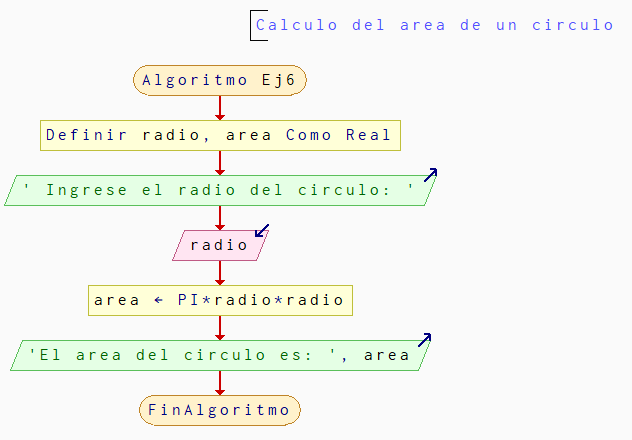 Calculo del area de un circulo
Algoritmo Ej6
Definir radio, area Como Real
' Ingrese el radio del circulo: '
radio
area ← PI*radio*radio
'El area del circulo es: ', area
FinAlgoritmo